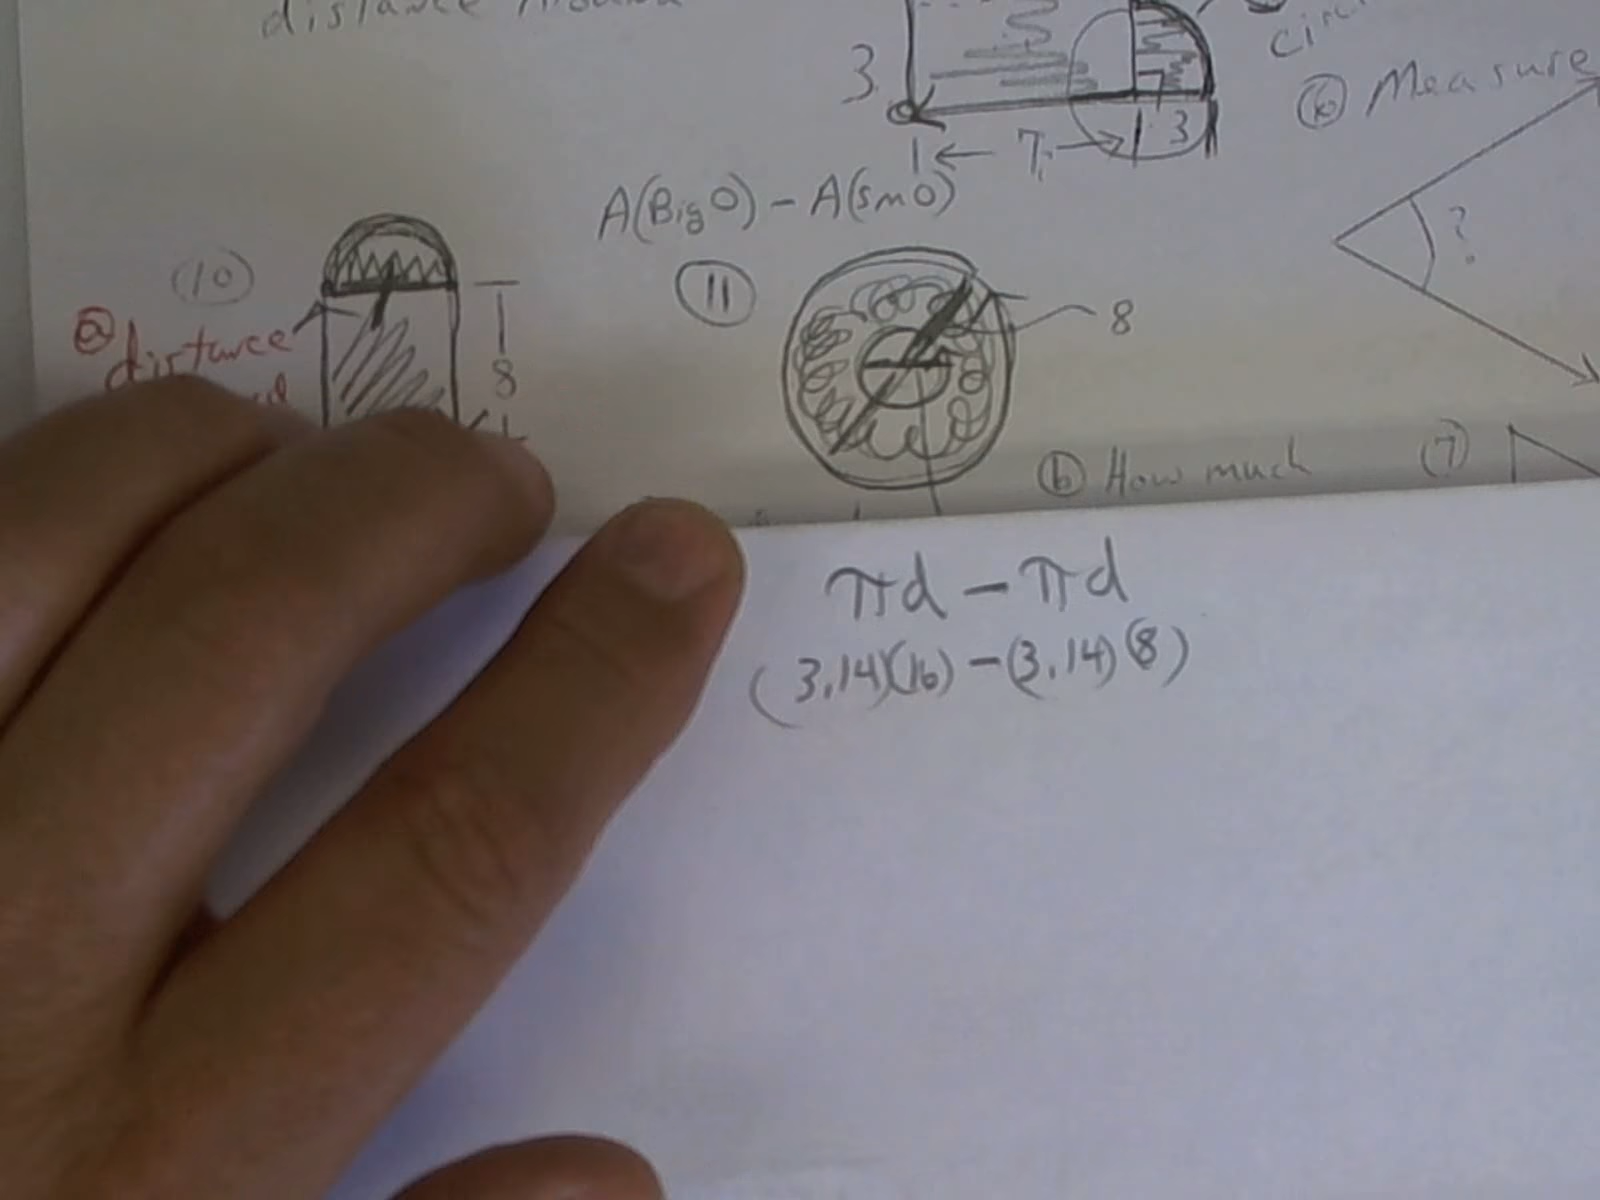 distance Around
3
← 7 →
3
k Measure
?
A(Big O) - A(sm O)
(10)
a distance
8
11
8
b How much
(7)
πd - πd
(3.14)(16) - (3.14)(8)